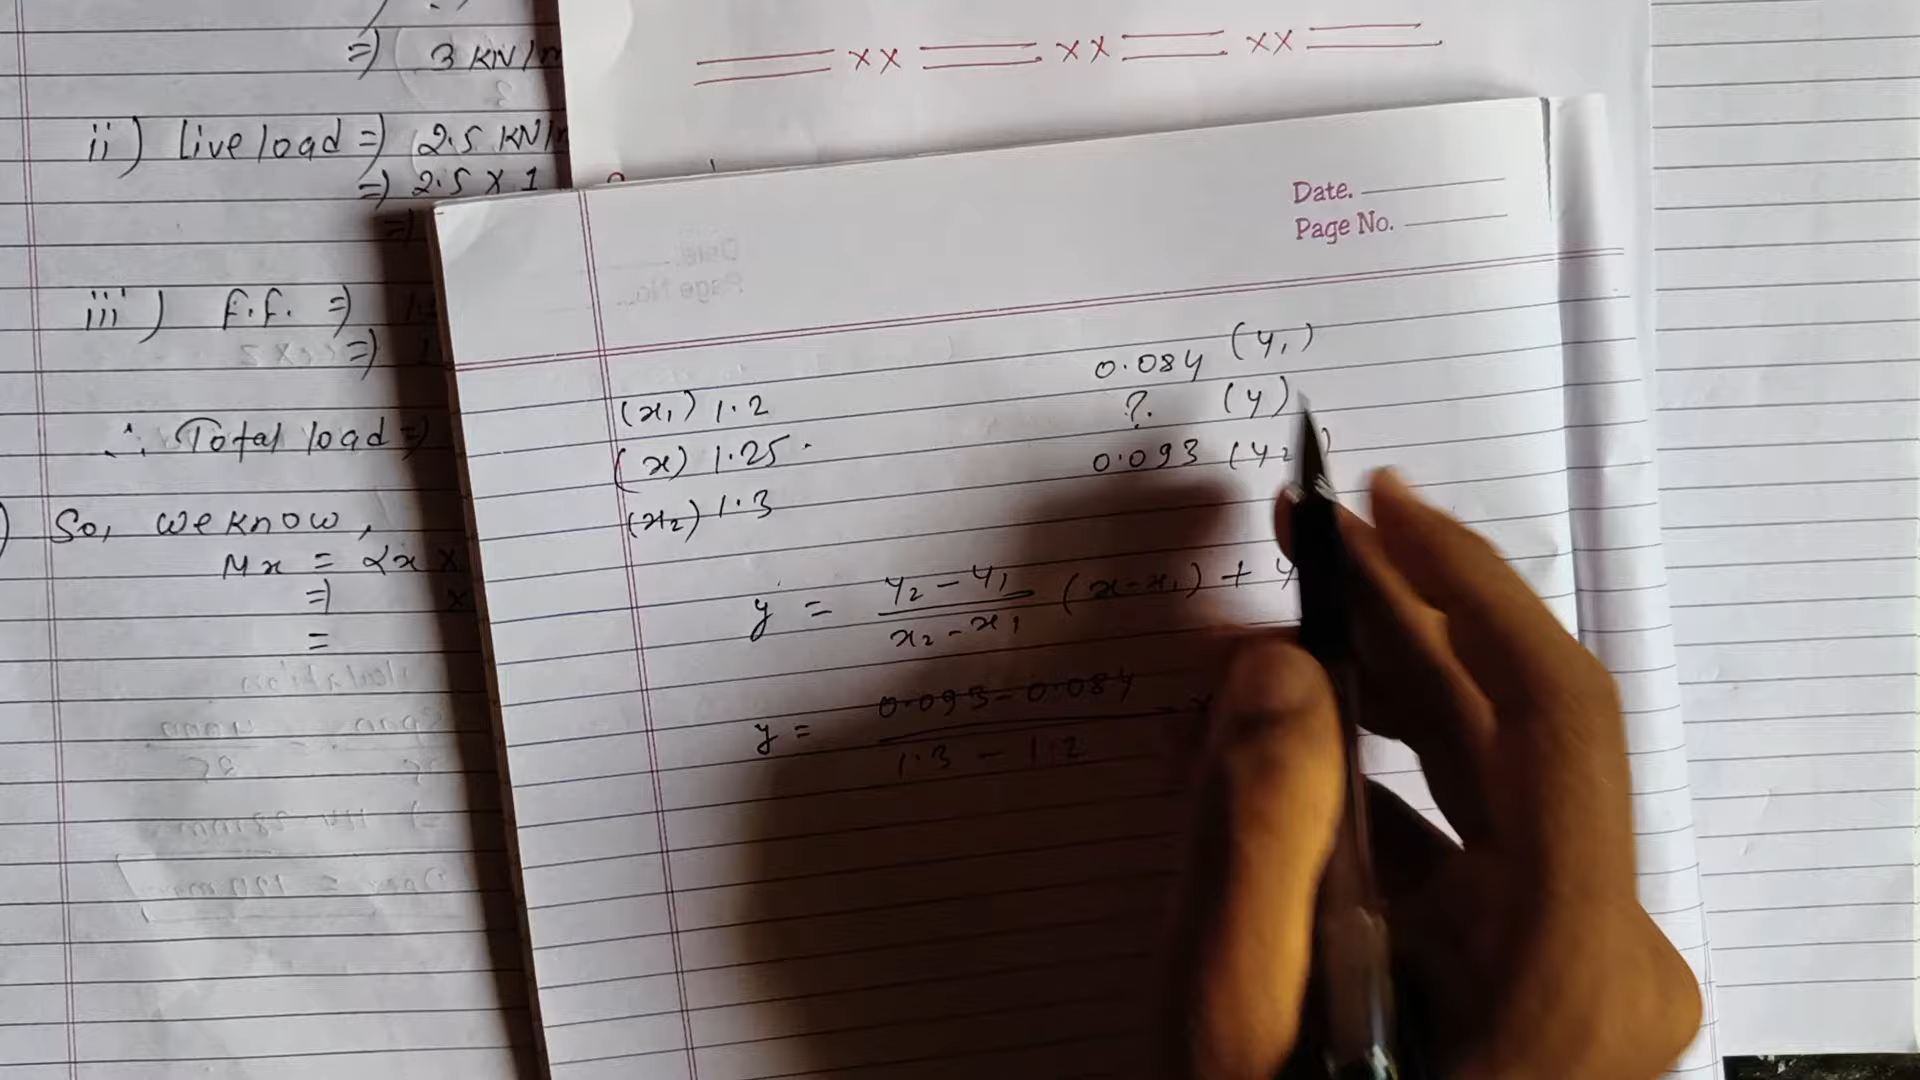 =) 3 KN/m
ii) live load =) 2.5 KN/
=) 2.5 x 1
=)
iii) f.f. =)
=)
∴ Total load =)
So, we know,
Mx = αx x
=) x
=
== xx == xx == xx ==
Date.
Page No.
(x₁) 1.2 0.084 (y₁)
(x) 1.25 ? (y)
(x₂) 1.3 0.093 (y₂)
y = y₂ - y₁ / x₂ - x₁ (x - x₁) + y
y = 0.093 - 0.084 / 1.3 - 1.2